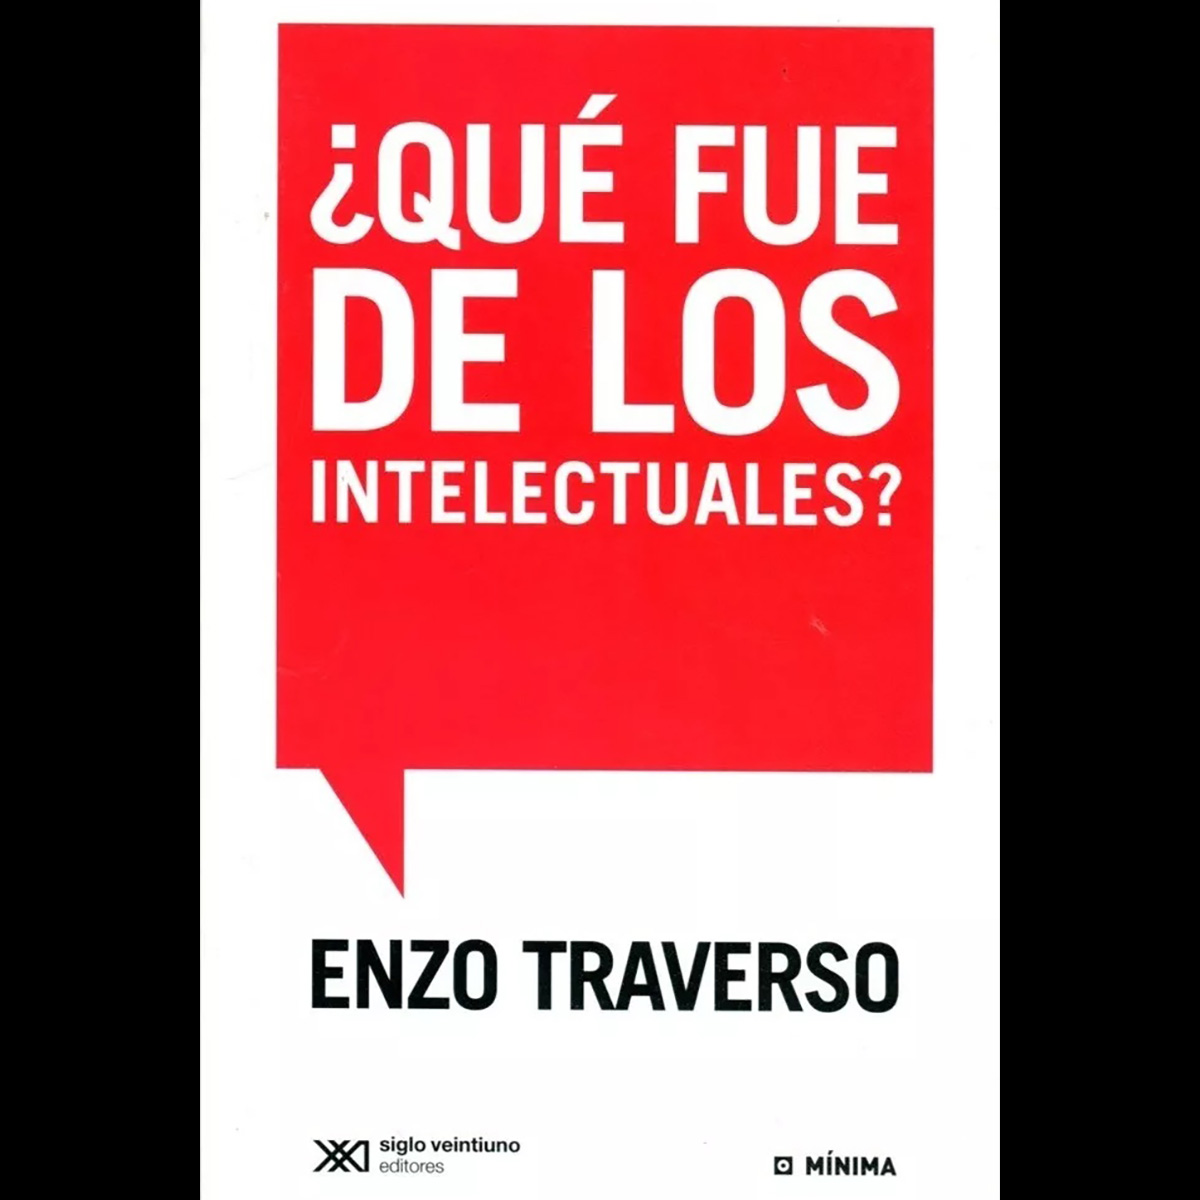 ¿QUÉ FUE
DE LOS
INTELECTUALES?
ENZO TRAVERSO
siglo veintiuno
editores
MÍNIMA